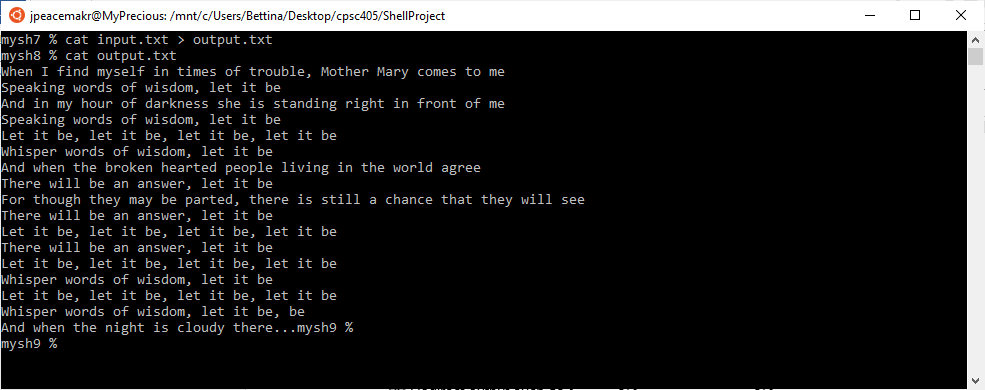 jpeacemakr@MyPrecious: /mnt/c/Users/Bettina/Desktop/cpsc405/ShellProject
mysh7 % cat input.txt > output.txt
mysh8 % cat output.txt
When I find myself in times of trouble, Mother Mary comes to me
Speaking words of wisdom, let it be
And in my hour of darkness she is standing right in front of me
Speaking words of wisdom, let it be
Let it be, let it be, let it be, let it be
Whisper words of wisdom, let it be
And when the broken hearted people living in the world agree
There will be an answer, let it be
For though they may be parted, there is still a chance that they will see
There will be an answer, let it be
Let it be, let it be, let it be, let it be
There will be an answer, let it be
Let it be, let it be, let it be, let it be
Whisper words of wisdom, let it be
Let it be, let it be, let it be, let it be
Whisper words of wisdom, let it be, be
And when the night is cloudy there...mysh9 %
mysh9 %